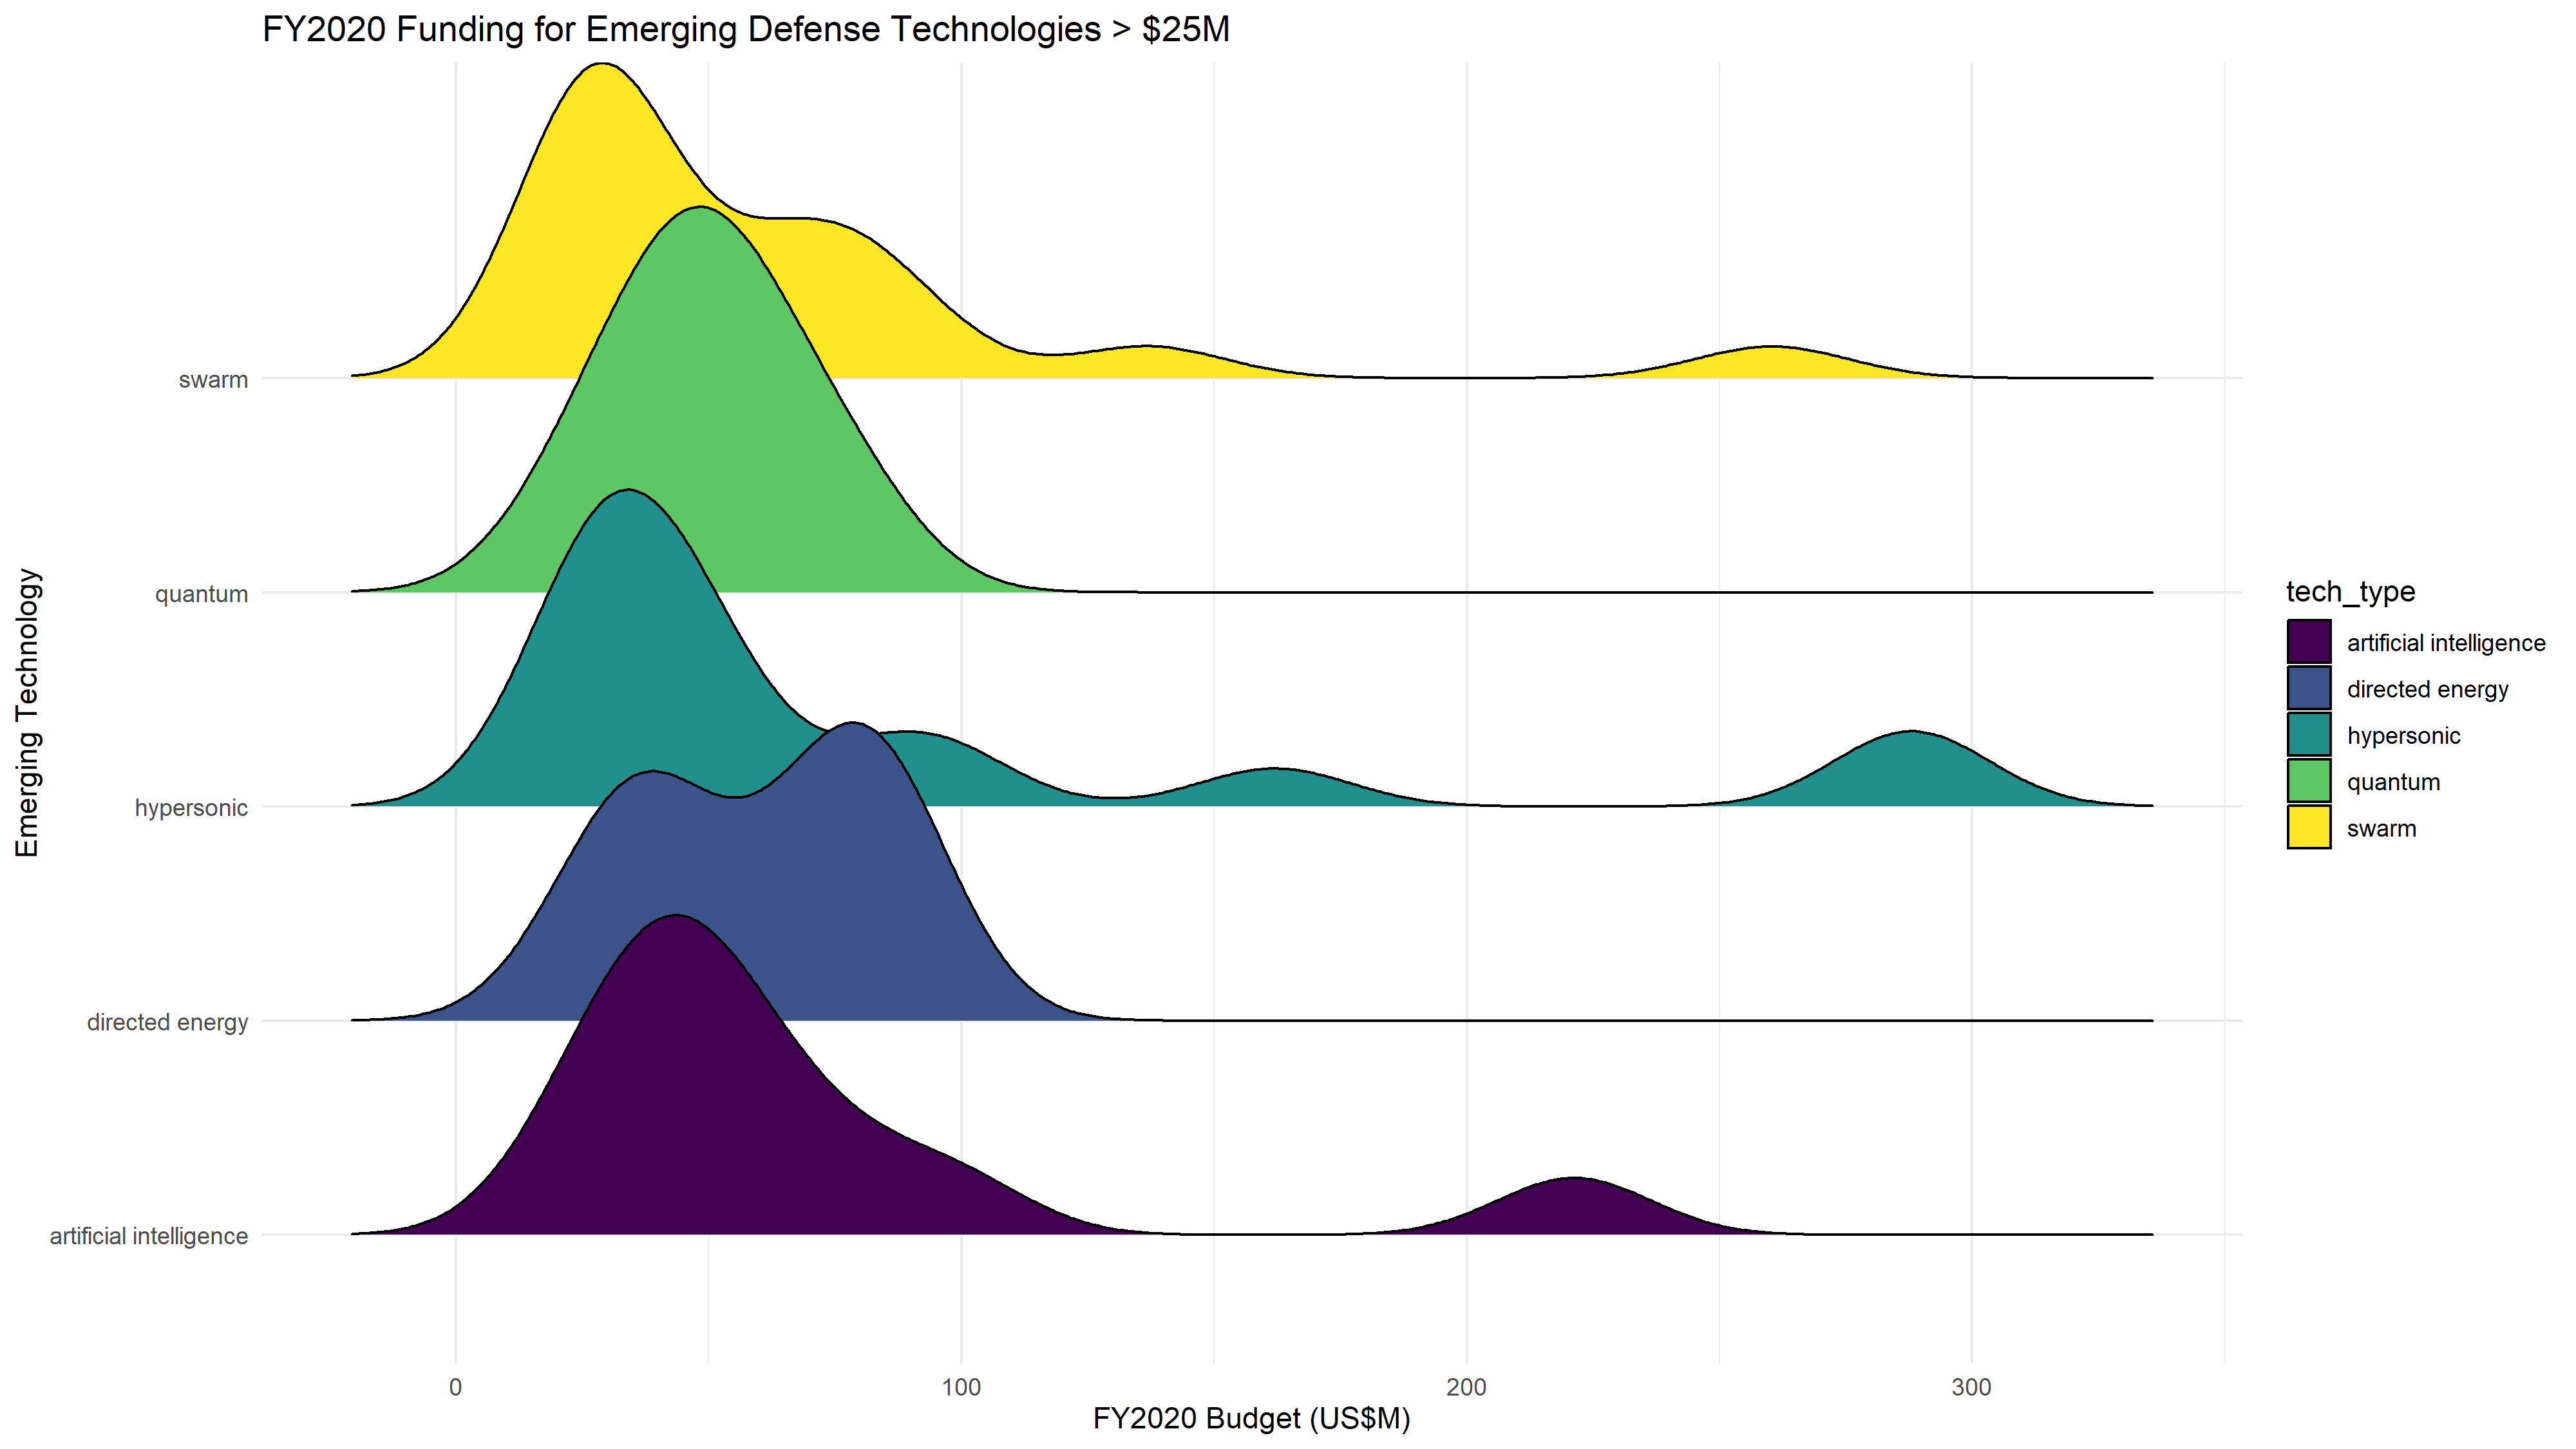 FY2020 Funding for Emerging Defense Technologies > $25M
Emerging Technology
swarm
quantum
hypersonic
directed energy
artificial intelligence
0
100
200
300
FY2020 Budget (US$M)
tech_type
artificial intelligence
directed energy
hypersonic
quantum
swarm